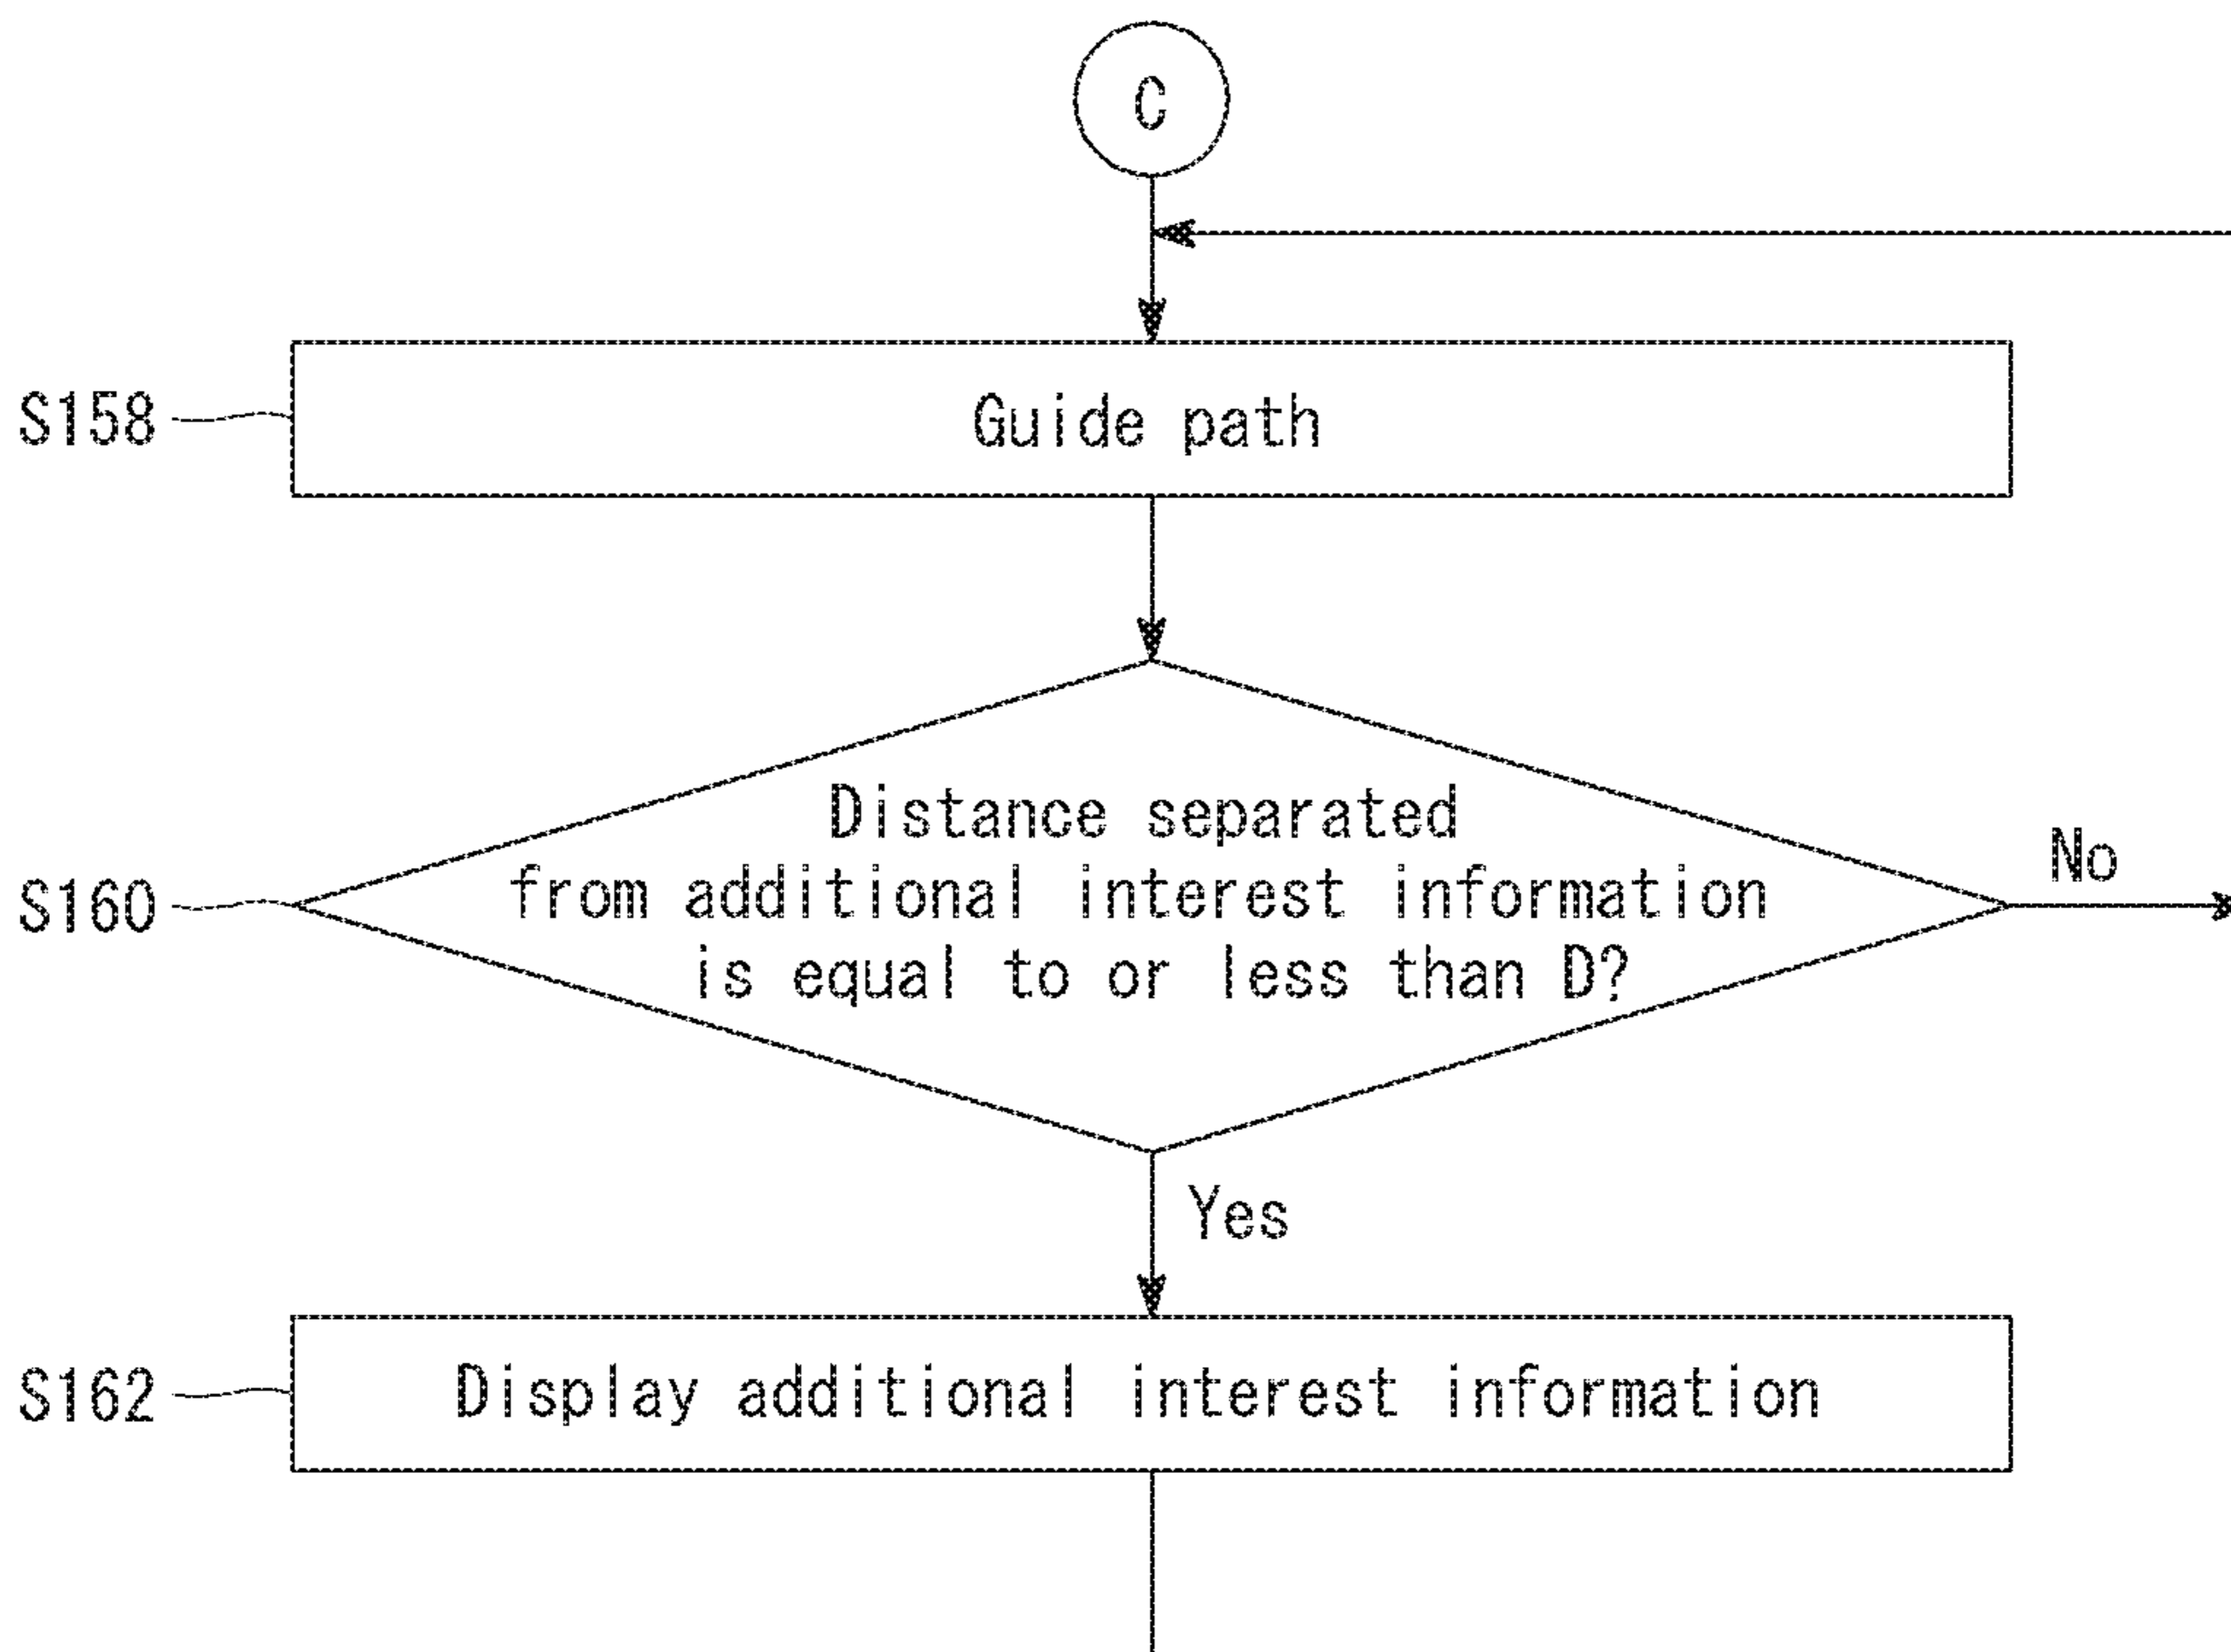 C
S158
Guide path
S160
Distance separated
from additional interest information
is equal to or less than D?
No
Yes
S162
Display additional interest information